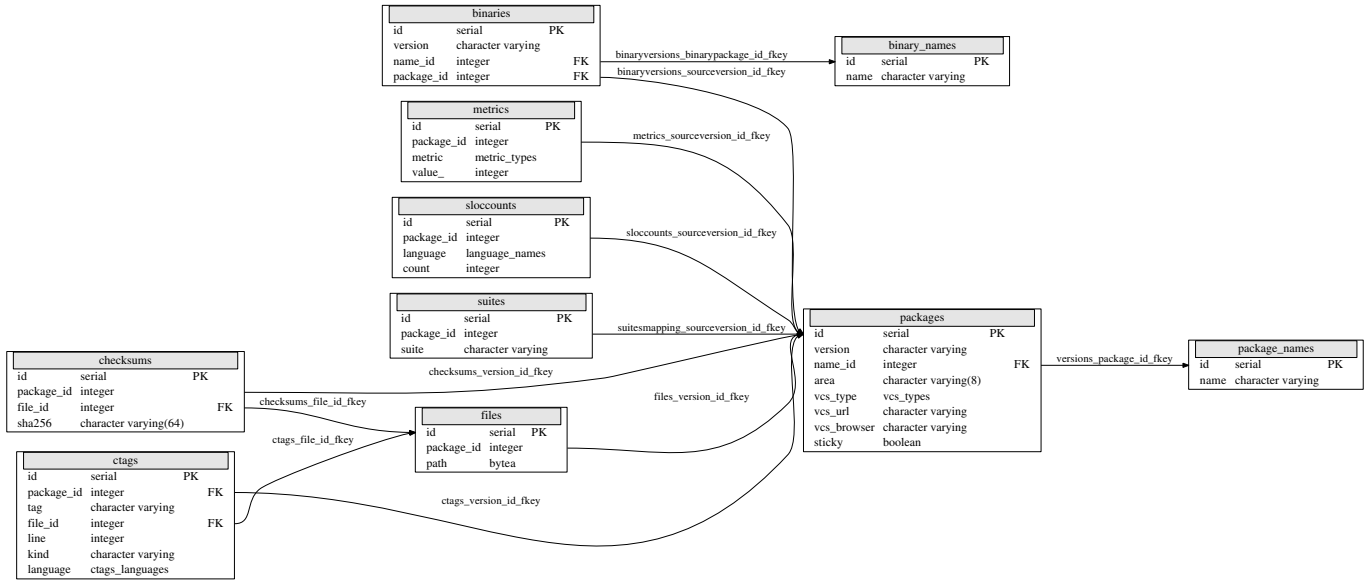 binaries
id serial PK
version character varying
name_id integer FK
package_id integer FK
binaryversions_binarypackage_id_fkey
binaryversions_sourceversion_id_fkey
binary_names
id serial PK
name character varying
metrics
id serial PK
package_id integer
metric metric_types
value_ integer
metrics_sourceversion_id_fkey
sloccounts
id serial PK
package_id integer
language language_names
count integer
sloccounts_sourceversion_id_fkey
suites
id serial PK
package_id integer
suite character varying
suitesmapping_sourceversion_id_fkey
packages
id serial PK
version character varying
name_id integer FK
area character varying(8)
vcs_type vcs_types
vcs_url character varying
vcs_browser character varying
sticky boolean
versions_package_id_fkey
package_names
id serial PK
name character varying
checksums
id serial PK
package_id integer
file_id integer FK
sha256 character varying(64)
checksums_version_id_fkey
checksums_file_id_fkey
ctags_file_id_fkey
files
id serial PK
package_id integer
path bytea
files_version_id_fkey
ctags
id serial PK
package_id integer FK
tag character varying
file_id integer FK
line integer
kind character varying
language ctags_languages
ctags_version_id_fkey